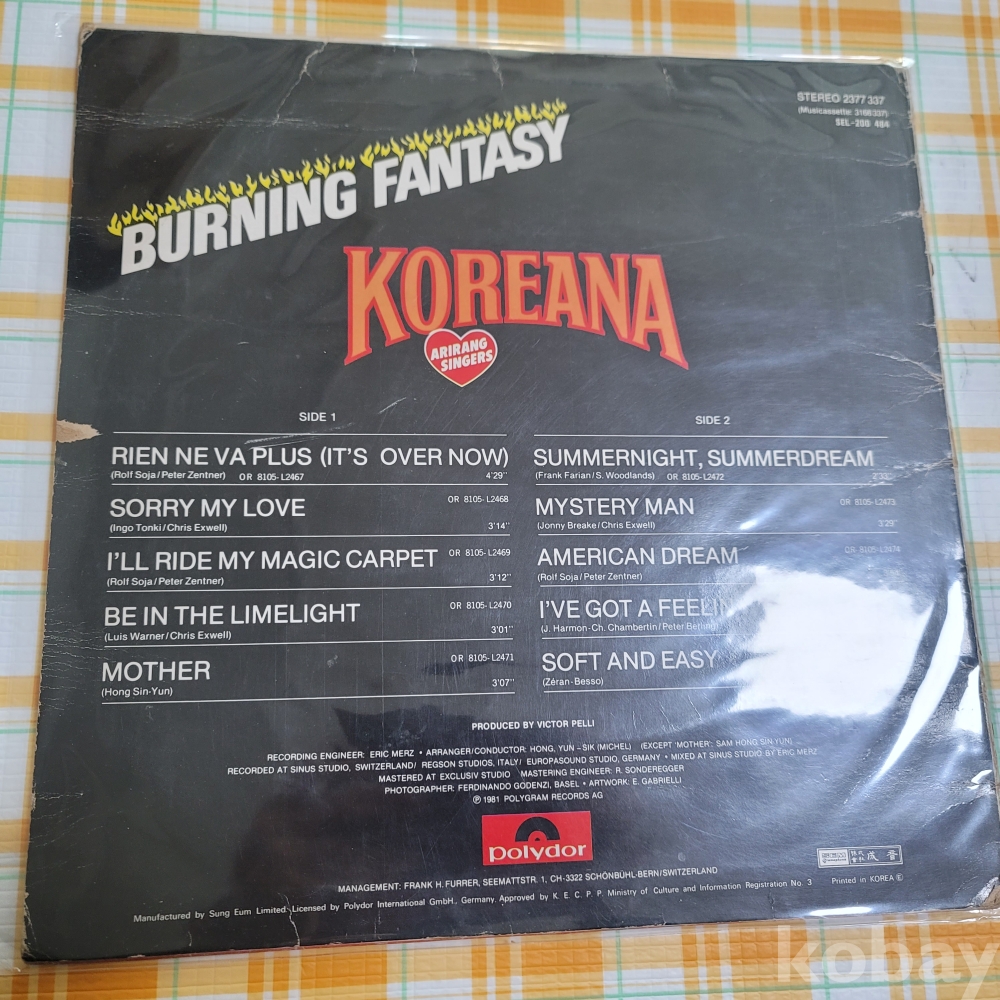 STEREO 2377 337
(Musicassette: 3166 337)
SEL-200 484
BURNING FANTASY
KOREANA
ARIRANG
SINGERS
SIDE 1
RIEN NE VA PLUS (IT'S OVER NOW)
(Rolf Soja/Peter Zentner) OR 8105-L2467 4'29"
SORRY MY LOVE OR 8105-L2468
(Ingo Tonki/Chris Exwell) 3'14"
I'LL RIDE MY MAGIC CARPET OR 8105-L2469
(Rolf Soja/Peter Zentner) 3'12"
BE IN THE LIMELIGHT OR 8105-L2470
(Luis Warner/Chris Exwell) 3'01"
MOTHER OR 8105-L2471
(Hong Sin-Yun) 3'07"
SIDE 2
SUMMERNIGHT, SUMMERDREAM
(Frank Farian/S. Woodlands) OR 8105-L2472
MYSTERY MAN OR 8105-L2473
(Jonny Breake/Chris Exwell) 3'29"
AMERICAN DREAM OR 8105-L2474
(Rolf Soja/Peter Zentner)
I'VE GOT A
(J. Harmon-Ch. Chambertin/Peter
SOFT AND EASY
(Zéran-Besso)
PRODUCED BY VICTOR PELLI
RECORDING ENGINEER: ERIC MERZ • ARRANGER/CONDUCTOR: HONG, YUN-SIK (MICHEL) (EXCEPT 'MOTHER': SAM HONG SIN YUN)
RECORDED AT SINUS STUDIO, SWITZERLAND/ REGSON STUDIOS, ITALY/ EUROPASOUND STUDIO, GERMANY • MIXED AT SINUS STUDIO BY ERIC MERZ
MASTERED AT EXCLUSIV STUDIO MASTERING ENGINEER: R. SONDEREGGER
PHOTOGRAPHER: FERDINANDO GODENZI, BASEL • ARTWORK: E. GABRIELLI
Ⓟ 1981 POLYGRAM RECORDS AG
polydor
株式會社 成音
MANAGEMENT: FRANK H. FURRER, SEEMATTSTR. 1, CH-3322 SCHÖNBÜHL-BERN/SWITZERLAND
Manufactured by Sung Eum Limited. Licensed by Polydor International GmbH., Germany. Approved by K. E. C. P. P Ministry of Culture and Information Registration No. 3 Printed in KOREA Ⓔ
kobay